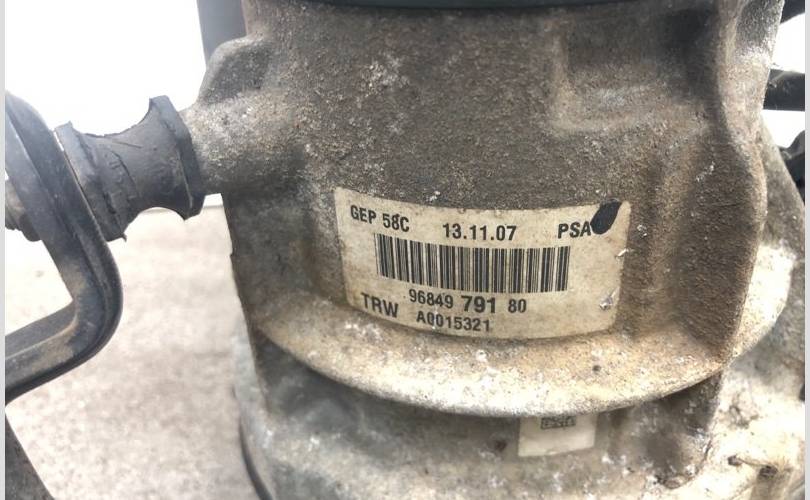 GEP 58C 13.11.07 PSA
96849 791 80
TRW A0015321